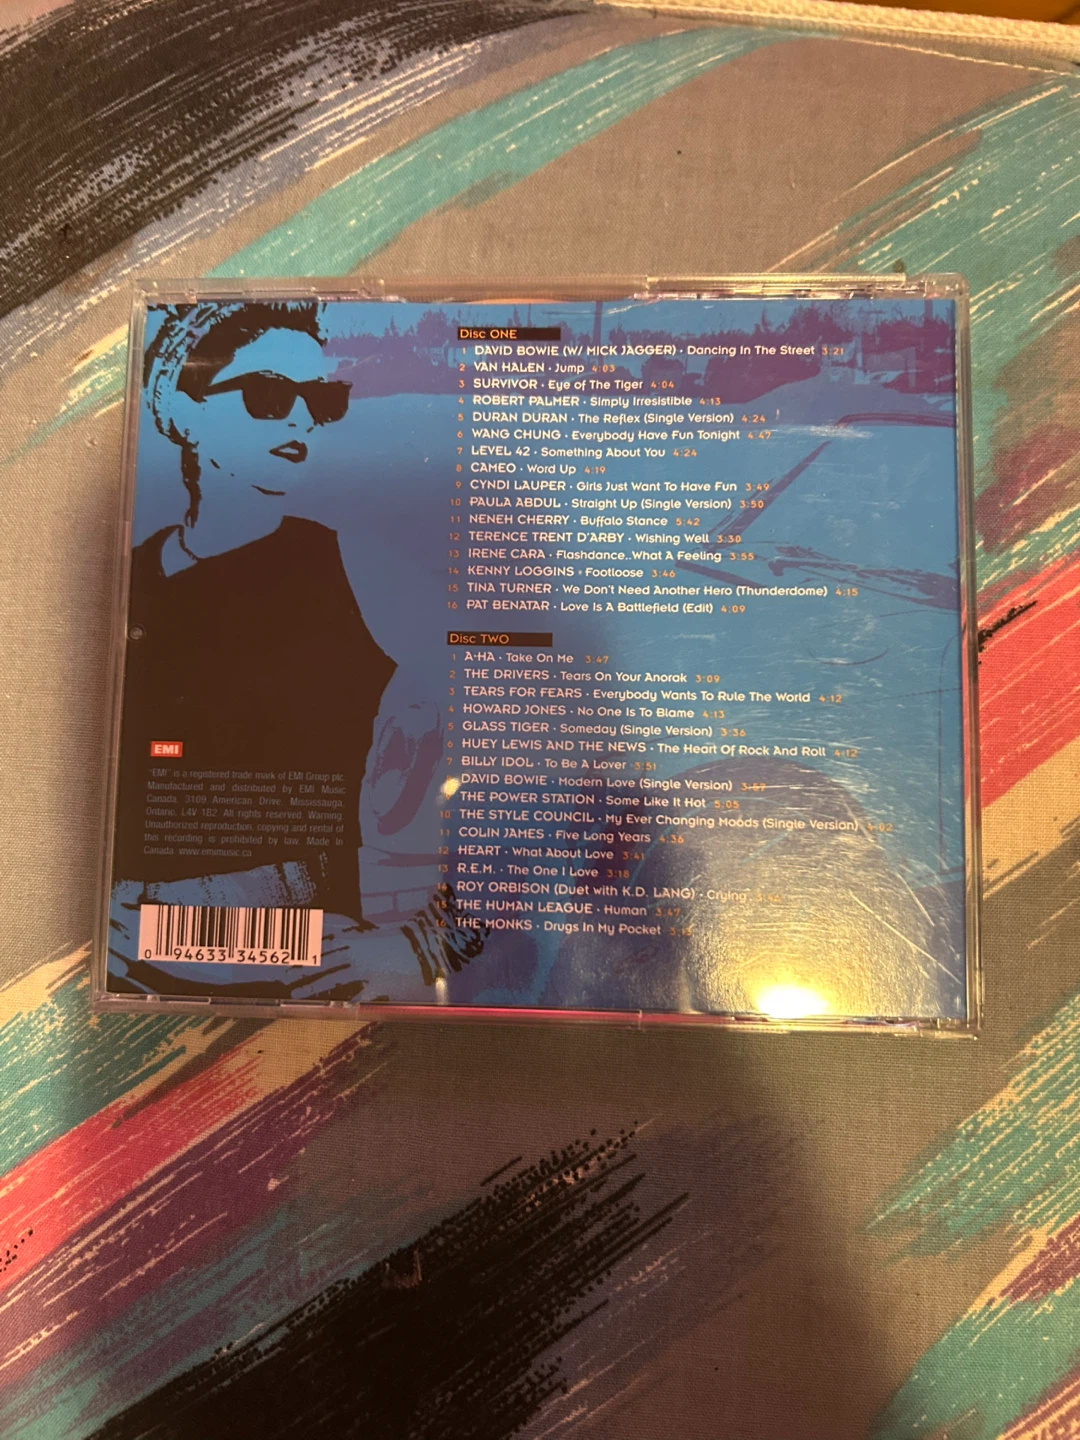 Disc ONE
1 DAVID BOWIE (W/ MICK JAGGER) • Dancing In The Street 3:21
2 VAN HALEN • Jump 4:03
3 SURVIVOR • Eye of The Tiger 4:04
4 ROBERT PALMER • Simply Irresistible 4:13
5 DURAN DURAN • The Reflex (Single Version) 4:24
6 WANG CHUNG • Everybody Have Fun Tonight 4:47
7 LEVEL 42 • Something About You 4:24
8 CAMEO • Word Up 4:19
9 CYNDI LAUPER • Girls Just Want To Have Fun 3:49
10 PAULA ABDUL • Straight Up (Single Version) 3:50
11 NENEH CHERRY • Buffalo Stance 5:42
12 TERENCE TRENT D'ARBY • Wishing Well 3:30
13 IRENE CARA • Flashdance..What A Feeling 3:55
14 KENNY LOGGINS • Footloose 3:46
15 TINA TURNER • We Don't Need Another Hero (Thunderdome) 4:15
16 PAT BENATAR • Love Is A Battlefield (Edit) 4:09
Disc TWO
1 A-HA • Take On Me 3:47
2 THE DRIVERS • Tears On Your Anorak 3:09
3 TEARS FOR FEARS • Everybody Wants To Rule The World 4:12
4 HOWARD JONES • No One Is To Blame 4:13
5 GLASS TIGER • Someday (Single Version) 3:36
6 HUEY LEWIS AND THE NEWS • The Heart Of Rock And Roll 4:12
7 BILLY IDOL • To Be A Lover 3:51
DAVID BOWIE • Modern Love (Single Version)
THE POWER STATION • Some Like It Hot 5:05
10 THE STYLE COUNCIL • My Ever Changing Moods (Single Version) 4:02
11 COLIN JAMES • Five Long Years 4:36
12 HEART • What About Love 3:41
13 R.E.M. • The One I Love 3:18
14 ROY ORBISON (Duet with K.D. LANG) • Crying
15 THE HUMAN LEAGUE • Human 3:47
16 THE MONKS • Drugs In My Pocket
EMI
"EMI" is a registered trade mark of EMI Group plc.
Manufactured and distributed by EMI Music
Canada, 3109 American Drive, Mississauga,
Ontario, L4V 1B2. All rights reserved. Warning:
Unauthorized reproduction, copying and rental of
this recording is prohibited by law. Made In
Canada. www.emimusic.ca
0 94633 34562 1